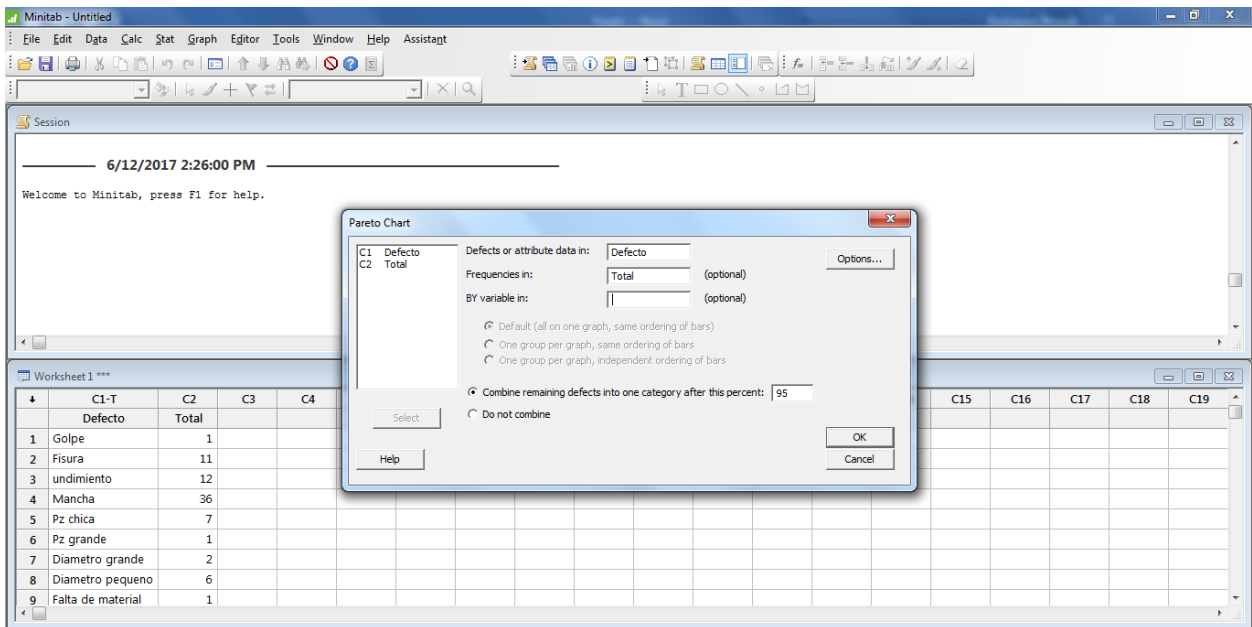 Minitab - Untitled
File Edit Data Calc Stat Graph Editor Tools Window Help Assistant
Session
6/12/2017 2:26:00 PM
Welcome to Minitab, press F1 for help.
Pareto Chart
C1 Defecto
C2 Total
Defects or attribute data in: Defecto
Frequencies in: Total (optional)
BY variable in: (optional)
Options...
Default (all on one graph, same ordering of bars)
One group per graph, same ordering of bars
One group per graph, independent ordering of bars
Combine remaining defects into one category after this percent: 95
Do not combine
Select
Help
OK
Cancel
Worksheet 1 ***
C1-T C2 C3 C4 C15 C16 C17 C18 C19
Defecto Total
1 Golpe 1
2 Fisura 11
3 undimiento 12
4 Mancha 36
5 Pz chica 7
6 Pz grande 1
7 Diametro grande 2
8 Diametro pequeno 6
9 Falta de material 1